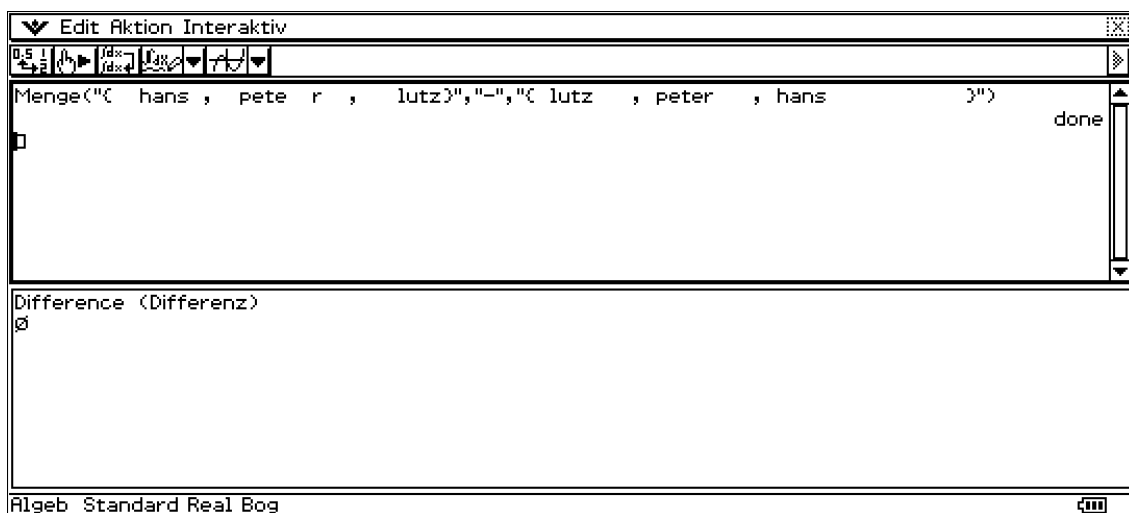 Edit Aktion Interaktiv
Menge("{  hans ,  pete  r  ,   lutz}","-","{ lutz   , peter   , hans             }")
done
Difference (Differenz)
Ø
Algeb Standard Real Bog